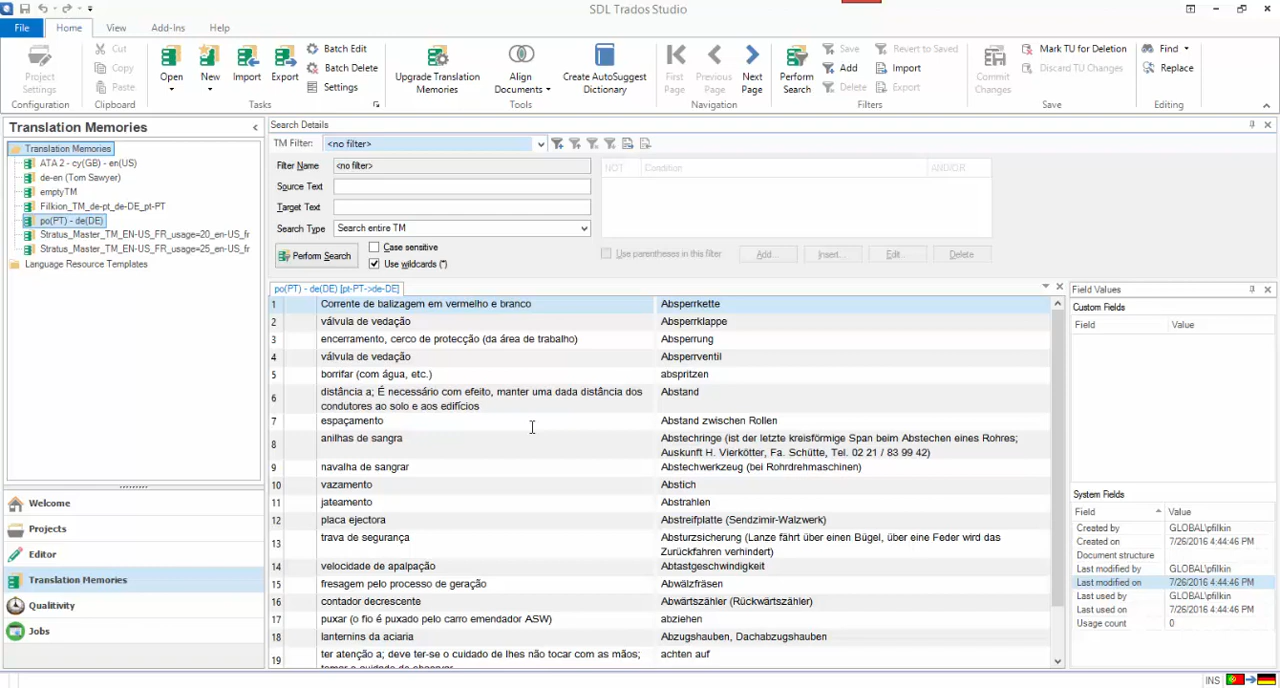 SDL Trados Studio
File Home View Add-Ins Help
Project Settings
Configuration
Cut
Copy
Paste
Clipboard
Open
New
Import
Export
Batch Edit
Batch Delete
Settings
Tasks
Upgrade Translation Memories
Align Documents
Create AutoSuggest Dictionary
Tools
First Page
Previous Page
Next Page
Navigation
Perform Search
Save
Add
Delete
Revert to Saved
Import
Export
Filters
Commit Changes
Mark TU for Deletion
Discard TU Changes
Save
Find
Replace
Editing
Translation Memories
Translation Memories
ATA 2 - cy(GB) - en(US)
de-en (Tom Sawyer)
emptyTM
Filkion_TM_de-pt_de-DE_pt-PT
po(PT) - de(DE)
Stratus_Master_TM_EN-US_FR_usage=20_en-US_fr
Stratus_Master_TM_EN-US_FR_usage=25_en-US_fr
Language Resource Templates
Welcome
Projects
Editor
Translation Memories
Qualitivity
Jobs
Search Details
TM Filter: <no filter>
Filter Name <no filter>
Source Text
Target Text
Search Type Search entire TM
Perform Search
Case sensitive
Use wildcards (*)
NOT Condition AND/OR
Use parentheses in this filter Add... Insert... Edit... Delete
po(PT) - de(DE) [pt-PT->de-DE]
1 Corrente de balizagem em vermelho e branco Absperrkette
2 válvula de vedação Absperrklappe
3 encerramento, cerco de protecção (da área de trabalho) Absperrung
4 válvula de vedação Absperrventil
5 borrifar (com água, etc.) abspritzen
6 distância a; É necessário com efeito, manter uma dada distância dos condutores ao solo e aos edifícios Abstand
7 espaçamento Abstand zwischen Rollen
8 anilhas de sangra Abstechringe (ist der letzte kreisförmige Span beim Abstechen eines Rohres; Auskunft H. Vierkötter, Fa. Schütte, Tel. 02 21 / 83 99 42)
9 navalha de sangrar Abstechwerkzeug (bei Rohrdrehmaschinen)
10 vazamento Abstich
11 jateamento Abstrahlen
12 placa ejectora Abstreifplatte (Sendzimir-Walzwerk)
13 trava de segurança Absturzsicherung (Lanze fährt über einen Bügel, über eine Feder wird das Zurückfahren verhindert)
14 velocidade de apalpação Abtastgeschwindigkeit
15 fresagem pelo processo de geração Abwälzfräsen
16 contador decrescente Abwärtszähler (Rückwärtszähler)
17 puxar (o fio é puxado pelo carro emendador ASW) abziehen
18 lanternins da aciaria Abzugshauben, Dachabzugshauben
19 ter atenção a; deve ter-se o cuidado de lhes não tocar com as mãos; achten auf
Field Values
Custom Fields
Field Value
System Fields
Field Value
Created by GLOBAL\pfilkin
Created on 7/26/2016 4:44:46 PM
Document structure
Last modified by GLOBAL\pfilkin
Last modified on 7/26/2016 4:44:46 PM
Last used by GLOBAL\pfilkin
Last used on 7/26/2016 4:44:46 PM
Usage count 0
INS